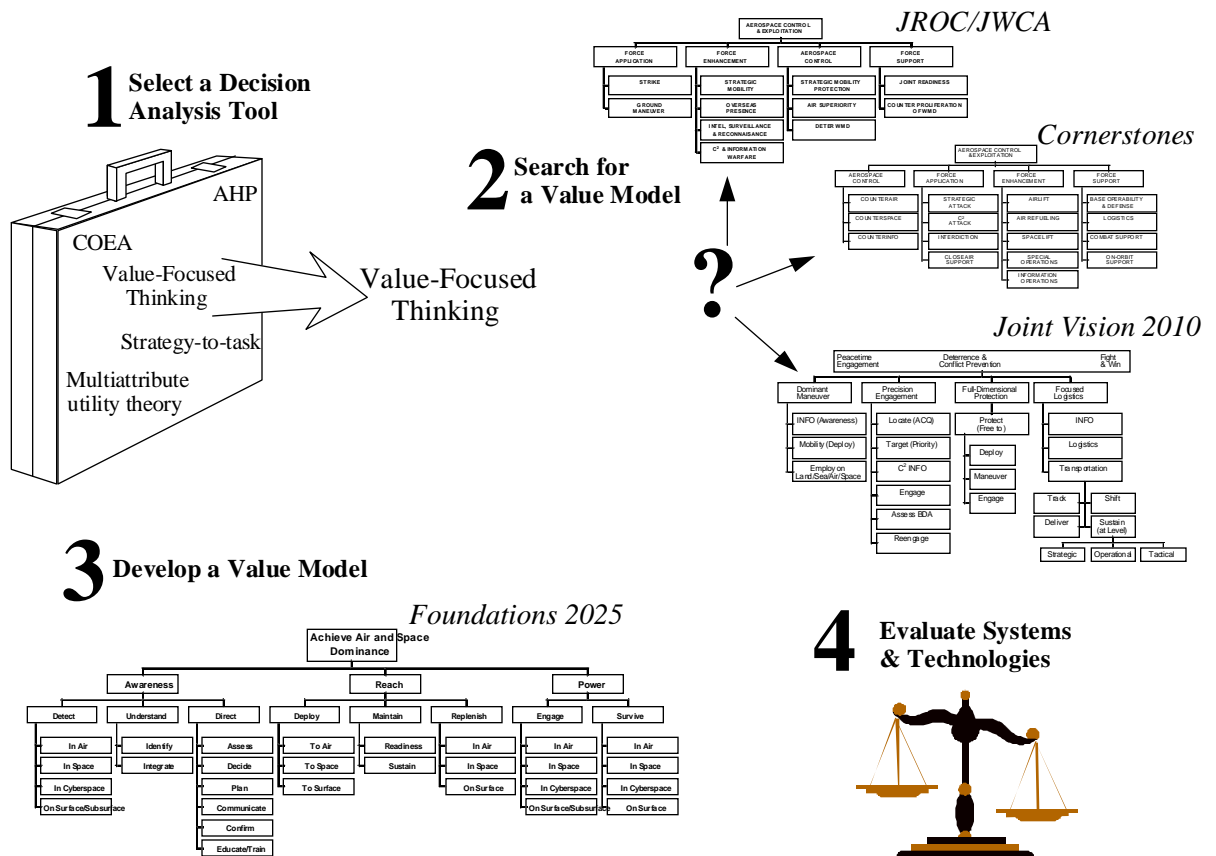 1
Select a Decision
Analysis Tool
AHP
COEA
Value-Focused
Thinking
Strategy-to-task
Multiattribute
utility theory
Value-Focused
Thinking
2
Search for
a Value Model
?
JROC/JWCA
AEROSPACE CONTROL
& EXPLOITATION
FORCE
APPLICATION
STRIKE
GROUND
MANEUVER
FORCE
ENHANCEMENT
STRATEGIC
MOBILITY
OVERSEAS
PRESENCE
INTEL, SURVEILLANCE
& RECONNAISANCE
C² & INFORMATION
WARFARE
AEROSPACE
CONTROL
STRATEGIC MOBILITY
PROTECTION
AIR SUPERIORITY
DETER WMD
FORCE
SUPPORT
JOINT READINESS
COUNTER PROLIFERATION
OF WMD
Cornerstones
AEROSPACE CONTROL
& EXPLOITATION
AEROSPACE
CONTROL
COUNTERAIR
COUNTERSPACE
COUNTERINFO
FORCE
APPLICATION
STRATEGIC
ATTACK
C²
ATTACK
INTERDICTION
CLOSE AIR
SUPPORT
FORCE
ENHANCEMENT
AIRLIFT
AIR REFUELING
SPACELIFT
SPECIAL
OPERATIONS
INFORMATION
OPERATIONS
FORCE
SUPPORT
BASE OPERABILITY
& DEFENSE
LOGISTICS
COMBAT SUPPORT
ON-ORBIT
SUPPORT
Joint Vision 2010
Peacetime
Engagement
Deterrence &
Conflict Prevention
Fight
& Win
Dominant
Maneuver
INFO (Awareness)
Mobility (Deploy)
Employ on
Land/Sea/Air/Space
Precision
Engagement
Locate (ACQ)
Target (Priority)
C² INFO
Engage
Assess BDA
Reengage
Full-Dimensional
Protection
Protect
(Free to)
Deploy
Maneuver
Engage
Focused
Logistics
INFO
Logistics
Transportation
Track
Shift
Deliver
Sustain
(at Level)
Strategic
Operational
Tactical
3
Develop a Value Model
Foundations 2025
Achieve Air and Space
Dominance
Awareness
Detect
In Air
In Space
In Cyberspace
On Surface/Subsurface
Understand
Identify
Integrate
Direct
Assess
Decide
Plan
Communicate
Confirm
Educate/Train
Reach
Deploy
To Air
To Space
To Surface
Maintain
Readiness
Sustain
Replenish
In Air
In Space
On Surface
Power
Engage
In Air
In Space
In Cyberspace
On Surface/Subsurface
Survive
In Air
In Space
In Cyberspace
On Surface
4
Evaluate Systems
& Technologies